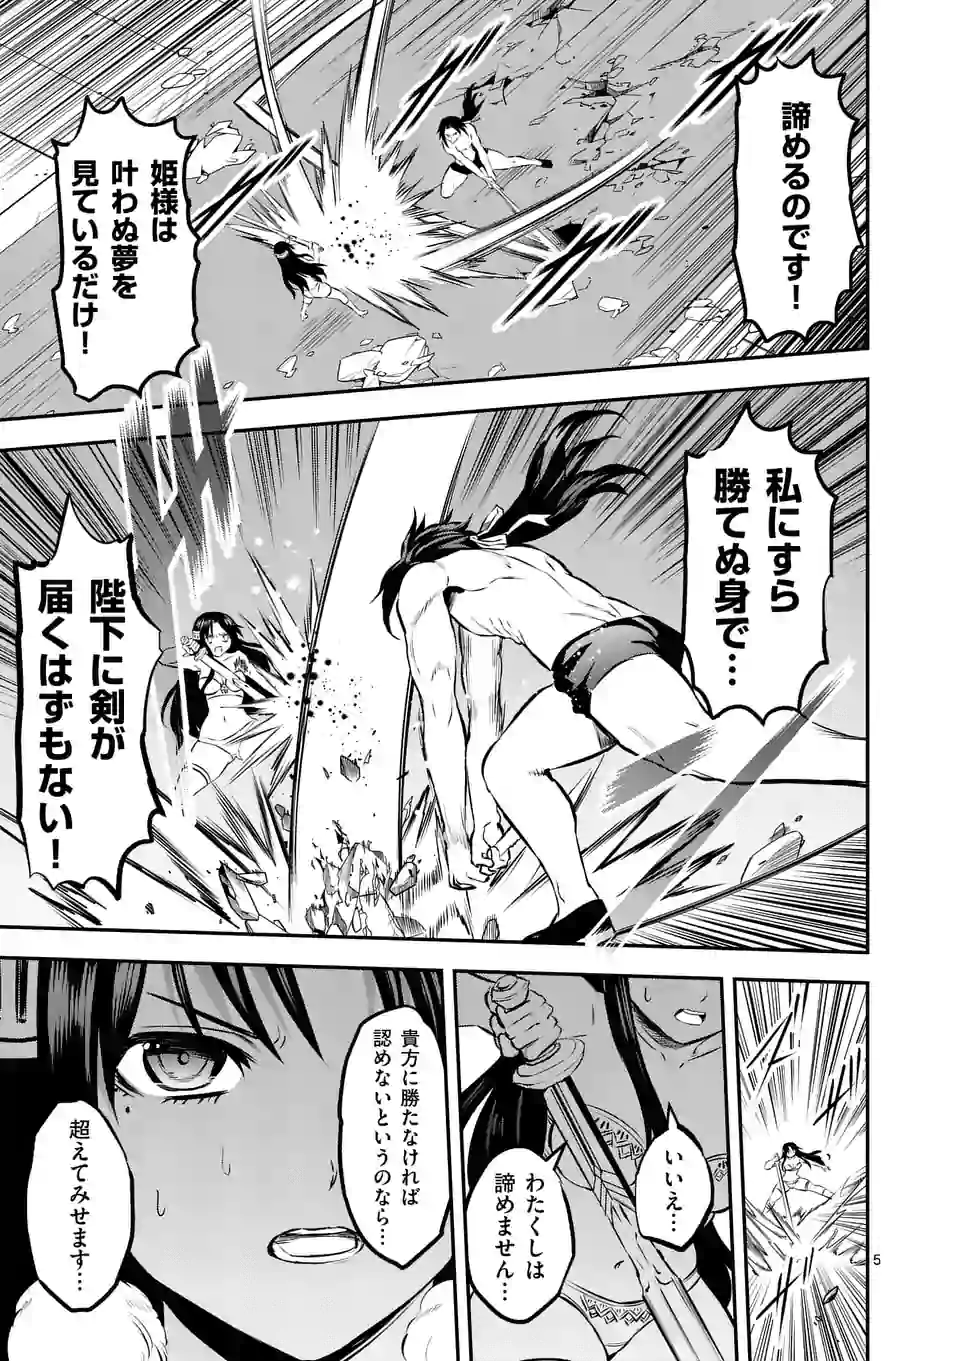 諦めるのです！
姫様は
叶わぬ夢を
見ているだけ！
私にすら
勝てぬ身で…
陛下に剣が
届くはずもない！
いいえ…
わたくしは
諦めません…
貴方に勝たなければ
認めないというのなら…
超えてみせます…
5